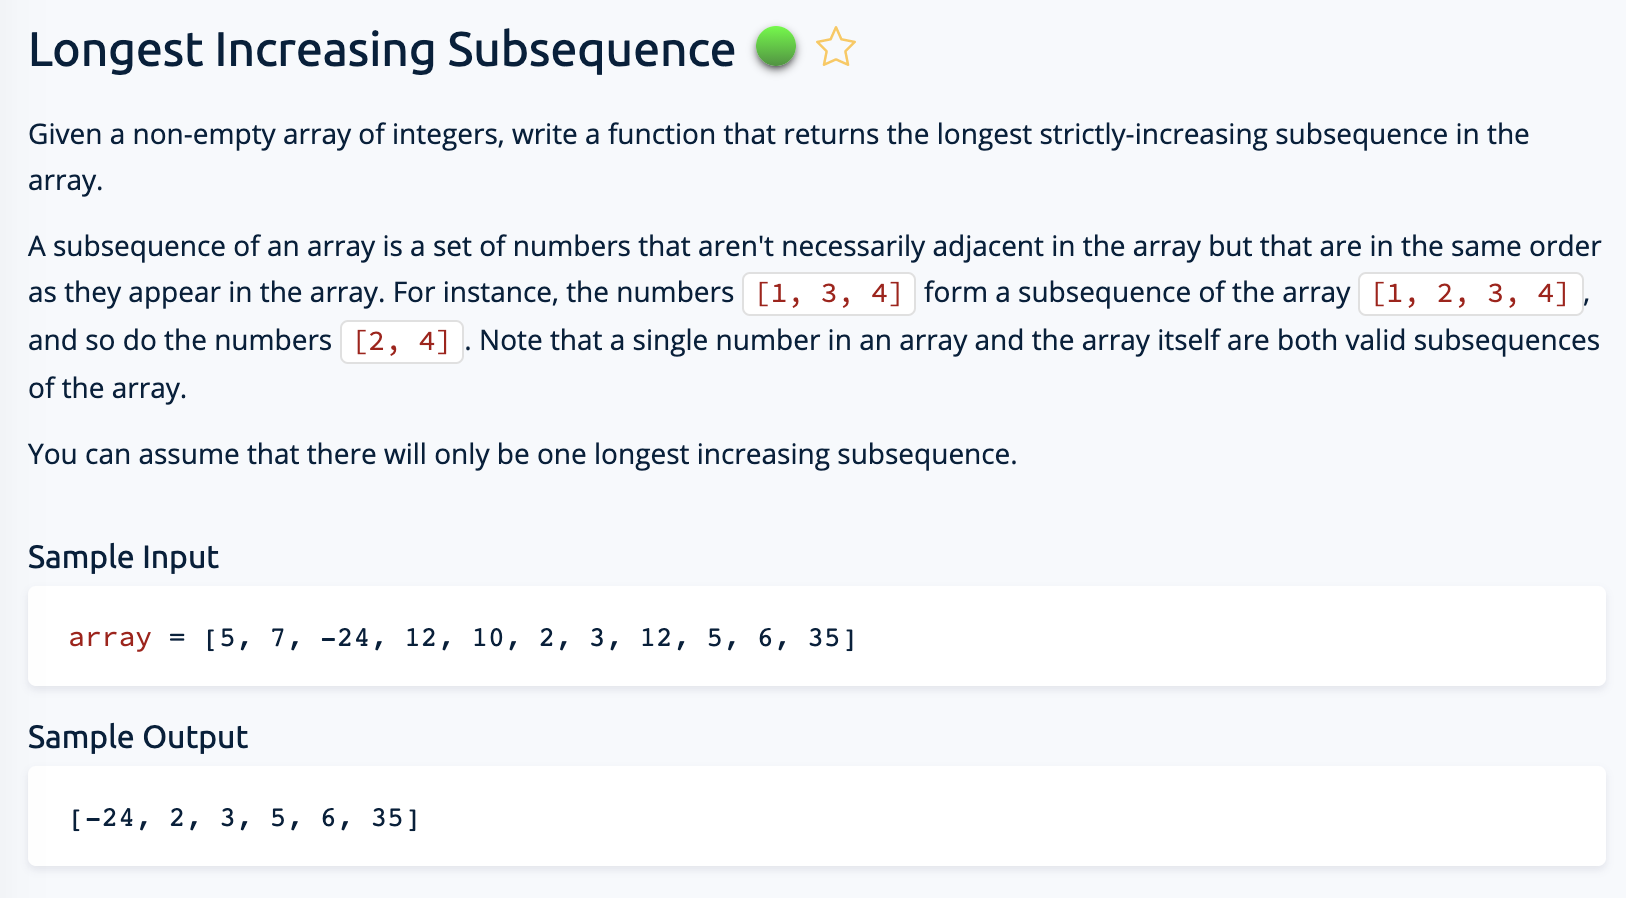 Longest Increasing Subsequence
Given a non-empty array of integers, write a function that returns the longest strictly-increasing subsequence in the
array.
A subsequence of an array is a set of numbers that aren't necessarily adjacent in the array but that are in the same order
as they appear in the array. For instance, the numbers [1, 3, 4] form a subsequence of the array [1, 2, 3, 4],
and so do the numbers [2, 4]. Note that a single number in an array and the array itself are both valid subsequences
of the array.
You can assume that there will only be one longest increasing subsequence.
Sample Input
array = [5, 7, -24, 12, 10, 2, 3, 12, 5, 6, 35]
Sample Output
[-24, 2, 3, 5, 6, 35]